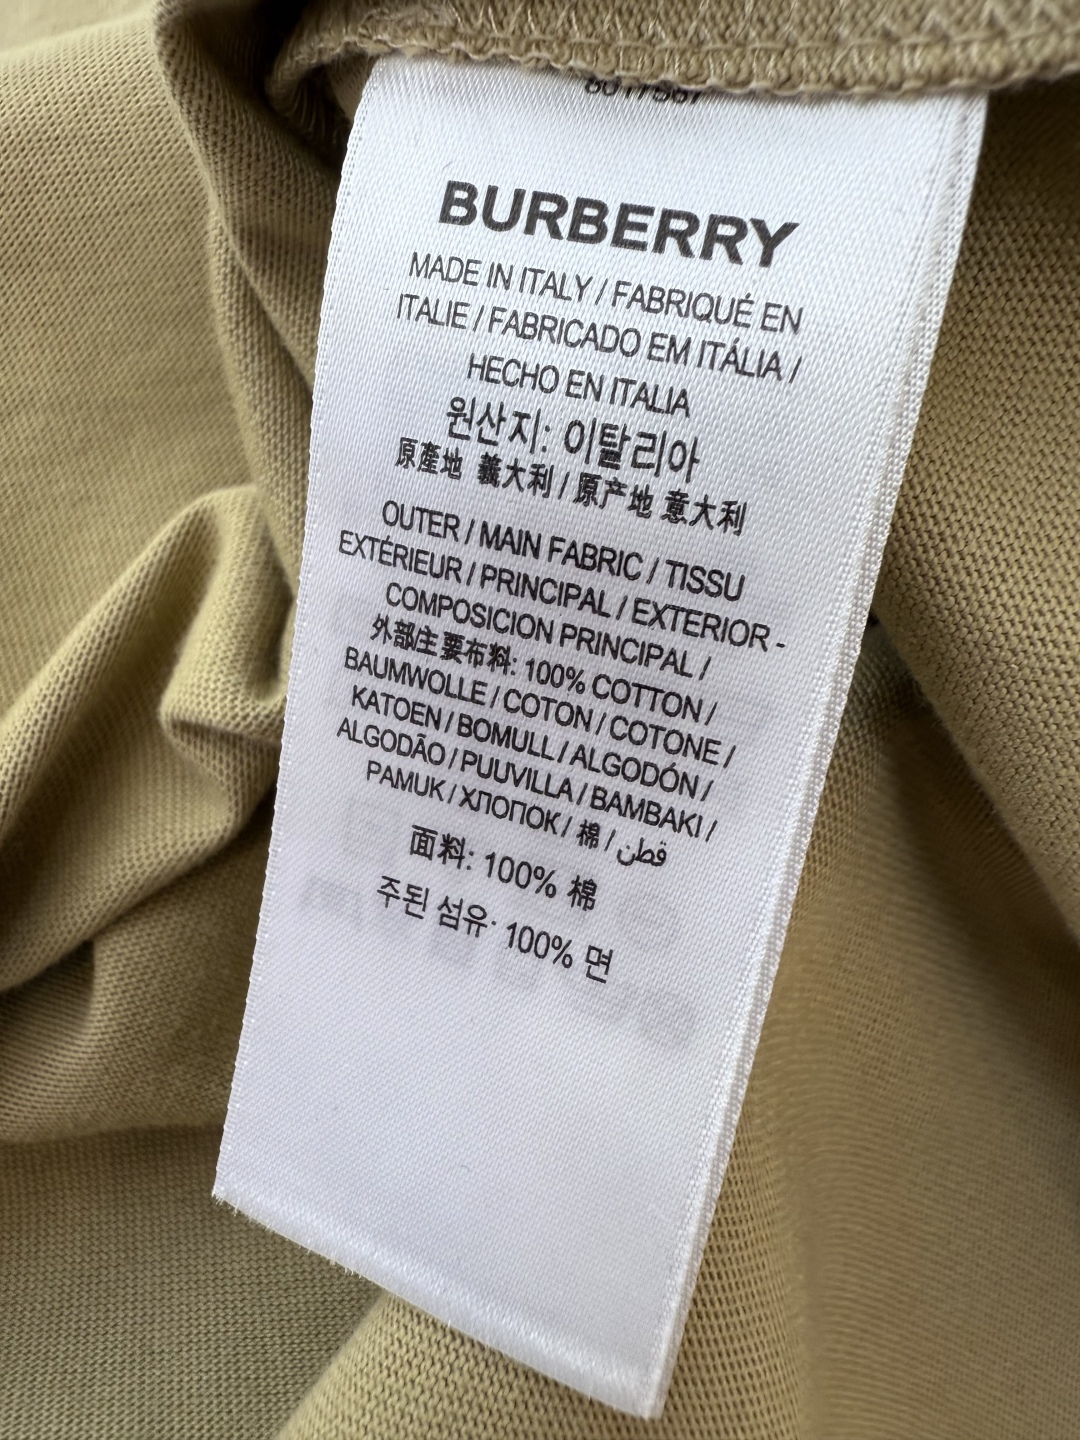 BURBERRY
MADE IN ITALY / FABRIQUÉ EN
ITALIE / FABRICADO EM ITÁLIA /
HECHO EN ITALIA
원산지: 이탈리아
原產地 義大利 / 原产地 意大利
OUTER / MAIN FABRIC / TISSU
EXTÉRIEUR / PRINCIPAL / EXTERIOR -
COMPOSICION PRINCIPAL /
外部主要布料: 100% COTTON /
BAUMWOLLE / COTON / COTONE /
KATOEN / BOMULL / ALGODÓN /
ALGODÃO / PUUVILLA / BAMBAKI /
PAMUK / ХЛОПОК / 棉 / قطن
面料: 100% 棉
주된 섬유: 100% 면